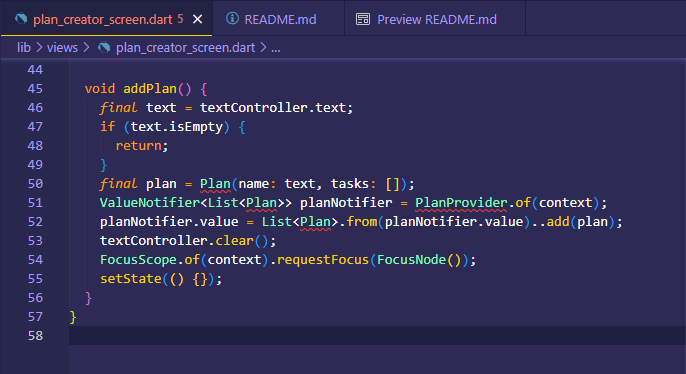 plan_creator_screen.dart 5 README.md Preview README.md
lib > views > plan_creator_screen.dart > ...
44
45 void addPlan() {
46 final text = textController.text;
47 if (text.isEmpty) {
48 return;
49 }
50 final plan = Plan(name: text, tasks: []);
51 ValueNotifier<List<Plan>> planNotifier = PlanProvider.of(context);
52 planNotifier.value = List<Plan>.from(planNotifier.value)..add(plan);
53 textController.clear();
54 FocusScope.of(context).requestFocus(FocusNode());
55 setState(() {});
56 }
57 }
58